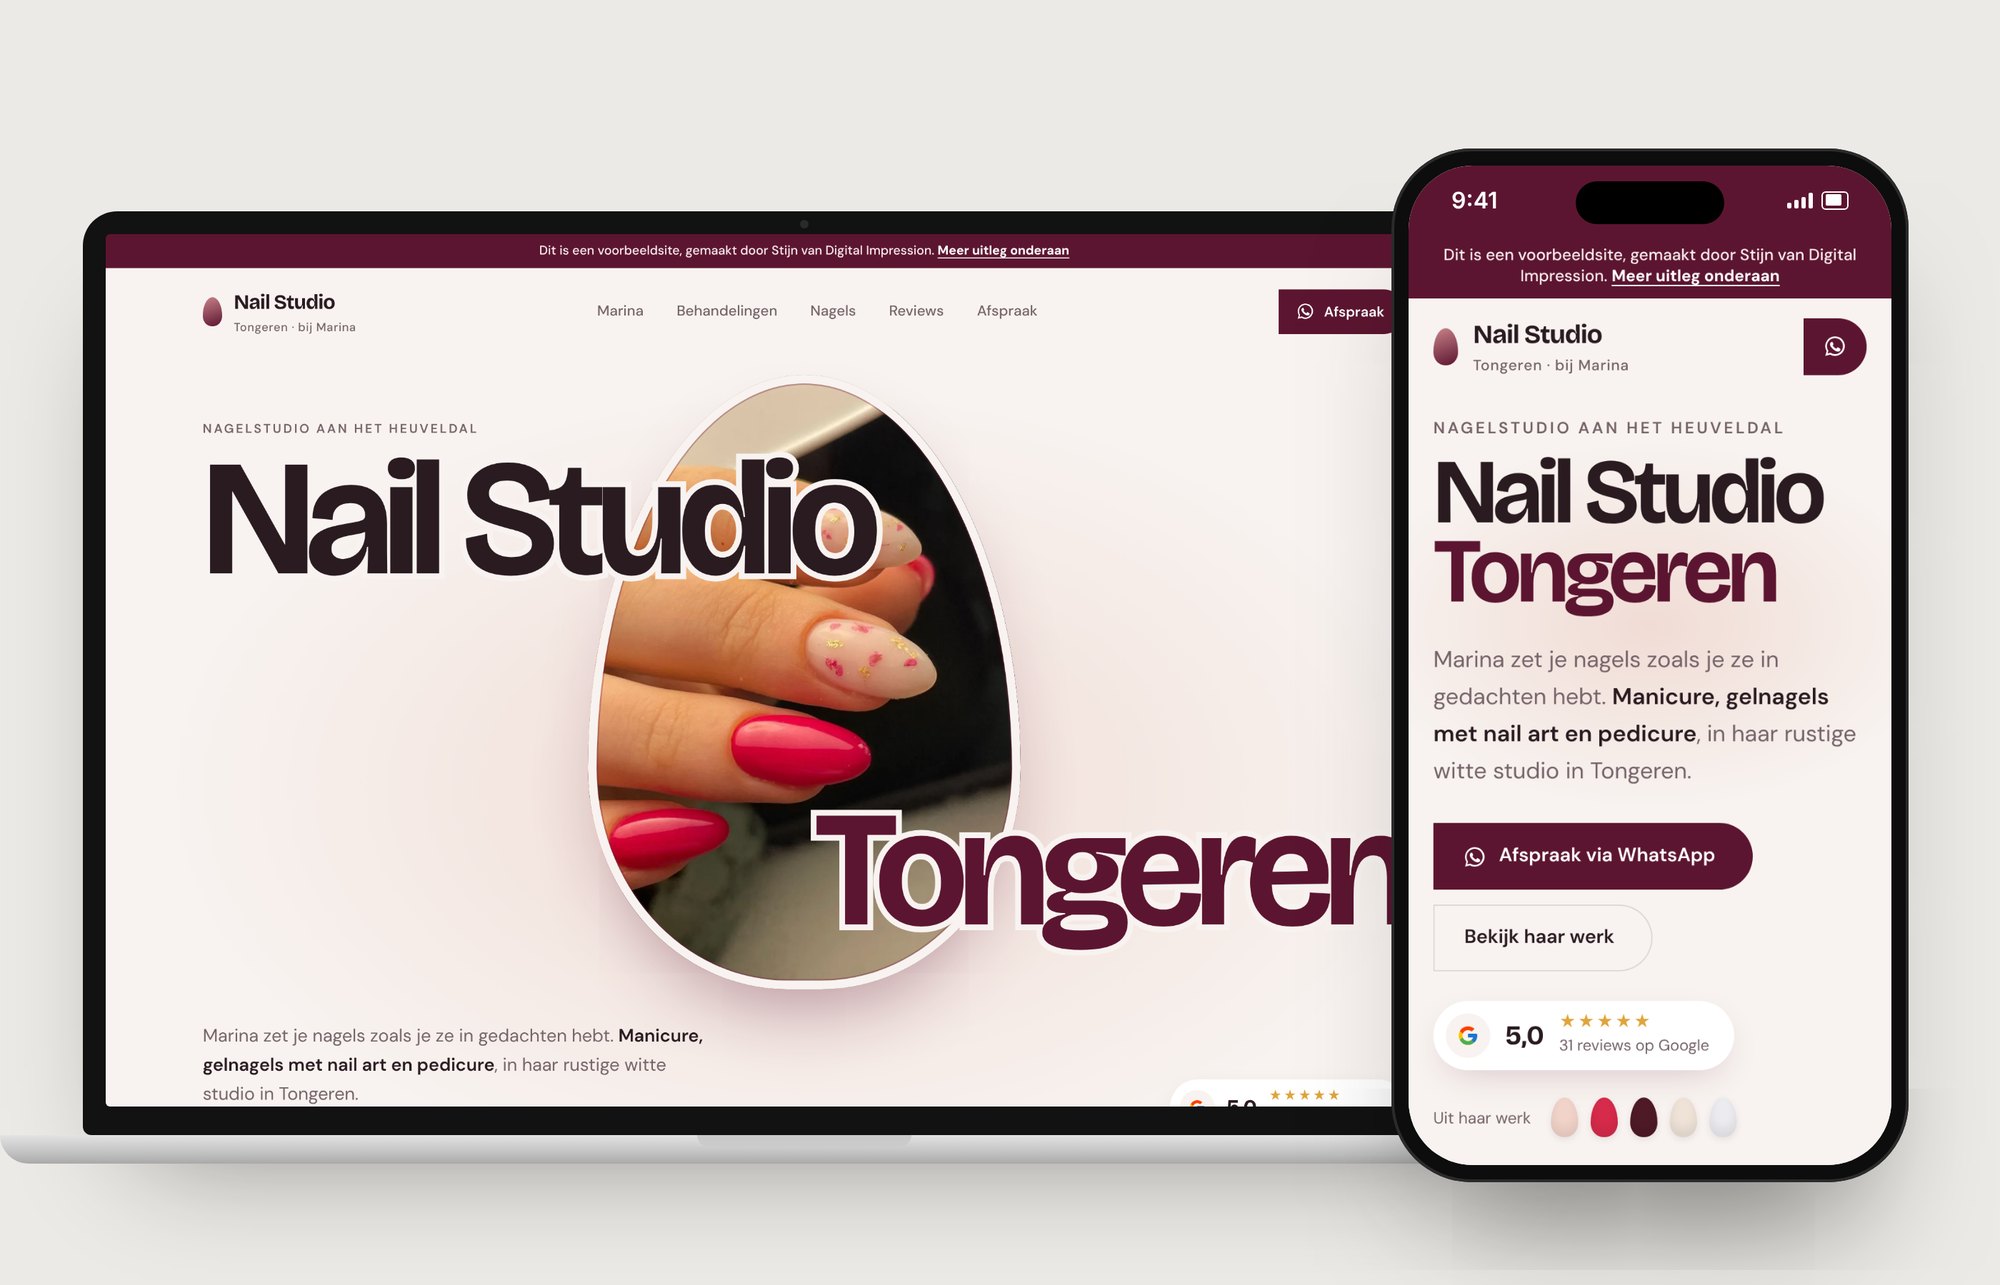 Dit is een voorbeeldsite, gemaakt door Stijn van Digital Impression. Meer uitleg onderaan
Nail Studio
Tongeren · bij Marina
Marina Behandelingen Nagels Reviews Afspraak
Afspraak
NAGELSTUDIO AAN HET HEUVELDAL
Nail Studio
Tongeren
Marina zet je nagels zoals je ze in gedachten hebt. Manicure,
gelnagels met nail art en pedicure, in haar rustige witte
studio in Tongeren.
5,0
9:41
Dit is een voorbeeldsite, gemaakt door Stijn van Digital
Impression. Meer uitleg onderaan
Nail Studio
Tongeren · bij Marina
NAGELSTUDIO AAN HET HEUVELDAL
Nail Studio
Tongeren
Marina zet je nagels zoals je ze in
gedachten hebt. Manicure, gelnagels
met nail art en pedicure, in haar rustige
witte studio in Tongeren.
Afspraak via WhatsApp
Bekijk haar werk
5,0
31 reviews op Google
Uit haar werk